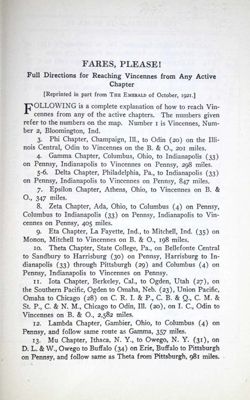 FARES, PLEASE!
Full Directions for Reaching Vincennes from Any Active
Chapter
[Reprinted in part from THE EMERALD of October, 1921.]
FOLLOWING is a complete explanation of how to reach Vin-
cennes from any of the active chapters. The numbers given
refer to the numbers on the map. Number 1 is Vincennes, Num-
ber 2, Bloomington, Ind.
3. Phi Chapter, Champaign, Ill., to Odin (20) on the Illi-
nois Central, Odin to Vincennes on the B. & O., 201 miles.
4. Gamma Chapter, Columbus, Ohio, to Indianapolis (33)
on Pennsy, Indianapolis to Vincennes on Pennsy, 298 miles.
5-6. Delta Chapter, Philadelphia, Pa., to Indianapolis (33)
on Pennsy, Indianapolis to Vincennes on Pennsy, 847 miles.
7. Epsilon Chapter, Athens, Ohio, to Vincennes on B. &
O., 347 miles.
8. Zeta Chapter, Ada, Ohio, to Columbus (4) on Pennsy,
Columbus to Indianapolis (33) on Pennsy, Indianapolis to Vin-
cennes on Pennsy, 405 miles.
9. Eta Chapter, La Fayette, Ind., to Mitchell, Ind. (35) on
Monon, Mitchell to Vincennes on B. & O., 198 miles.
10. Theta Chapter, State College, Pa., on Bellefonte Central
to Sandbury to Harrisburg (30) on Pennsy, Harrisburg to In-
dianapolis (33) through Pittsburgh (29) and Columbus (4) on
Pennsy, Indianapolis to Vincennes on Pennsy.
11. Iota Chapter, Berkeley, Cal., to Ogden, Utah (27), on
the Southern Pacific, Ogden to Omaha, Neb. (23), Union Pacific,
Omaha to Chicago (28) on C. R. I. & P., C. B. & Q., C. M. &
St. P., C. & N. M., Chicago to Odin, Ill. (20), on I. C., Odin to
Vincennes on B. & O., 2,582 miles.
12. Lambda Chapter, Gambier, Ohio, to Columbus (4) on
Pennsy, and follow same route as Gamma, 357 miles.
13. Mu Chapter, Ithaca, N. Y., to Owego, N. Y. (31), on
D. L. & W., Owego to Buffalo (34) on Erie, Buffalo to Pittsburgh
on Pennsy, and follow same as Theta from Pittsburgh, 981 miles.